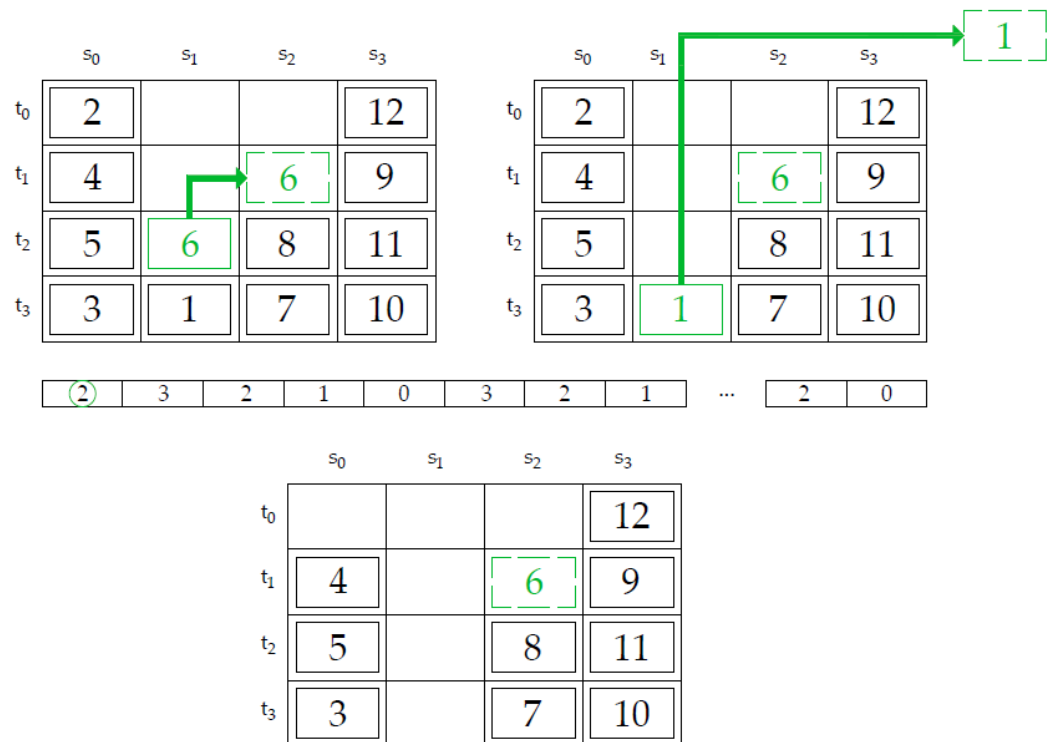 1
s0 s1 s2 s3 s0 s1 s2 s3
t0 2 12 t0 2 12
t1 4 6 9 t1 4 6 9
t2 5 6 8 11 t2 5 8 11
t3 3 1 7 10 t3 3 1 7 10
2 3 2 1 0 3 2 1 ... 2 0
s0 s1 s2 s3
t0 12
t1 4 6 9
t2 5 8 11
t3 3 7 10